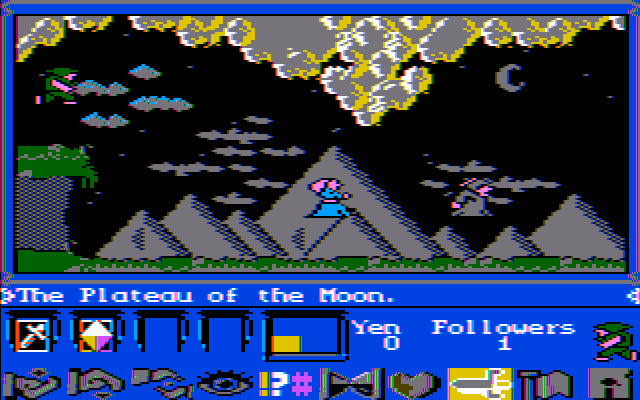 The Plateau of the Moon.
Yen Followers
0 1
!?#